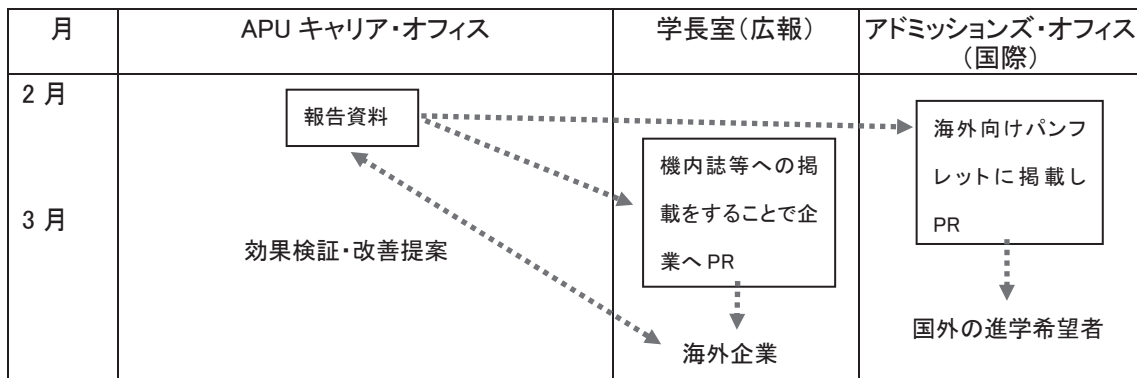 月
APU キャリア・オフィス
学長室(広報)
アドミッションズ・オフィス
(国際)
2 月
報告資料
海外向けパンフ
レットに掲載し
PR
機内誌等への掲
載をすることで企
業へ PR
3 月
効果検証・改善提案
国外の進学希望者
海外企業